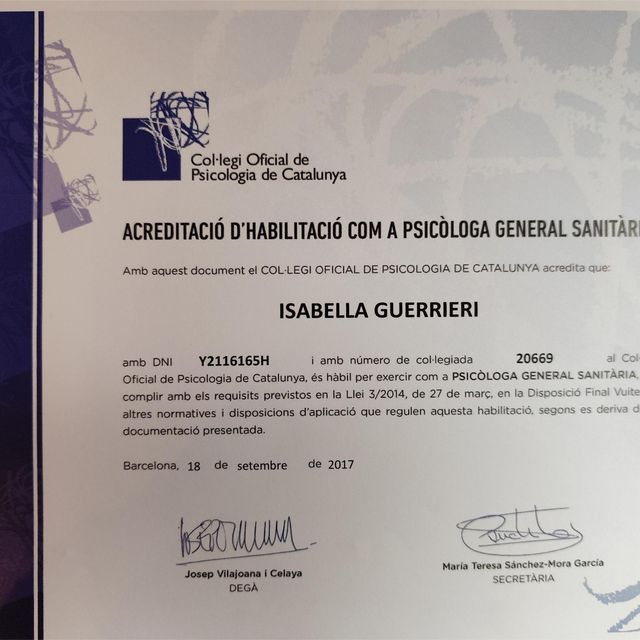 Col·legi Oficial de
Psicologia de Catalunya
ACREDITACIÓ D'HABILITACIÓ COM A PSICÒLOGA GENERAL SANITÀRI
Amb aquest document el COL·LEGI OFICIAL DE PSICOLOGIA DE CATALUNYA acredita que:
ISABELLA GUERRIERI
amb DNI Y2116165H i amb número de col·legiada 20669 al Col·
Oficial de Psicologia de Catalunya, és hàbil per exercir com a PSICÒLOGA GENERAL SANITÀRIA,
complir amb els requisits previstos en la Llei 3/2014, de 27 de març, en la Disposició Final Vuite
altres normatives i disposicions d'aplicació que regulen aquesta habilitació, segons es deriva d
documentació presentada.
Barcelona, 18 de setembre de 2017
Josep Vilajoana i Celaya
DEGÀ
María Teresa Sánchez-Mora García
SECRETÀRIA